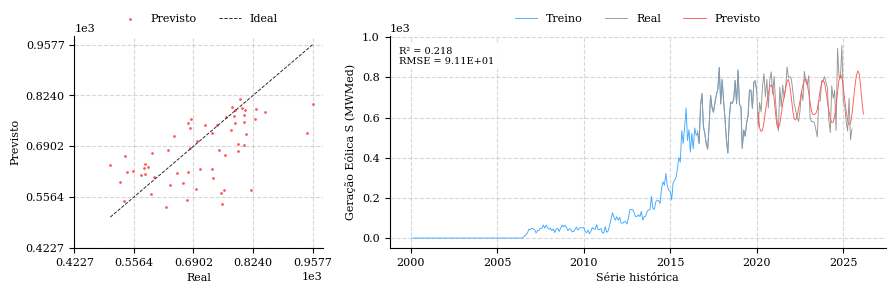 Previsto Ideal
1e3
0.9577
0.8240
0.6902
0.5564
0.4227
Previsto
0.4227 0.5564 0.6902 0.8240 0.9577
1e3
Real
Treino Real Previsto
1e3
R² = 0.218
RMSE = 9.11E+01
1.0
0.8
0.6
0.4
0.2
0.0
Geração Eólica S (MWMed)
2000 2005 2010 2015 2020 2025
Série histórica